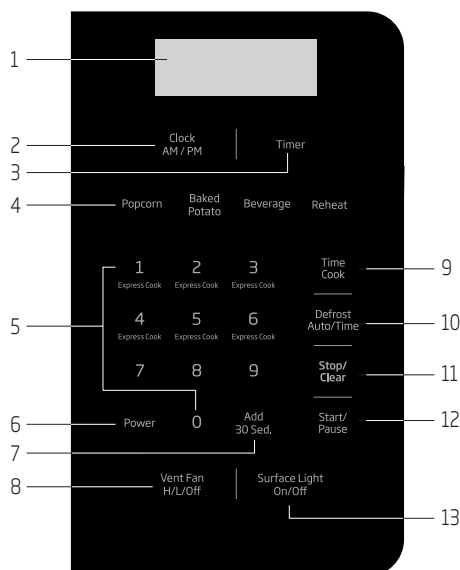 1
2 Clock AM / PM
3 Timer
4 Popcorn Baked Potato Beverage Reheat
1 2 3 Time Cook 9
Express Cook Express Cook Express Cook
5 4 5 6 Defrost Auto/Time 10
Express Cook Express Cook Express Cook
7 8 9 Stop/ Clear 11
6 Power 0 Add 30 Sed. Start/ Pause 12
7
8 Vent Fan H/L/Off Surface Light On/Off
13